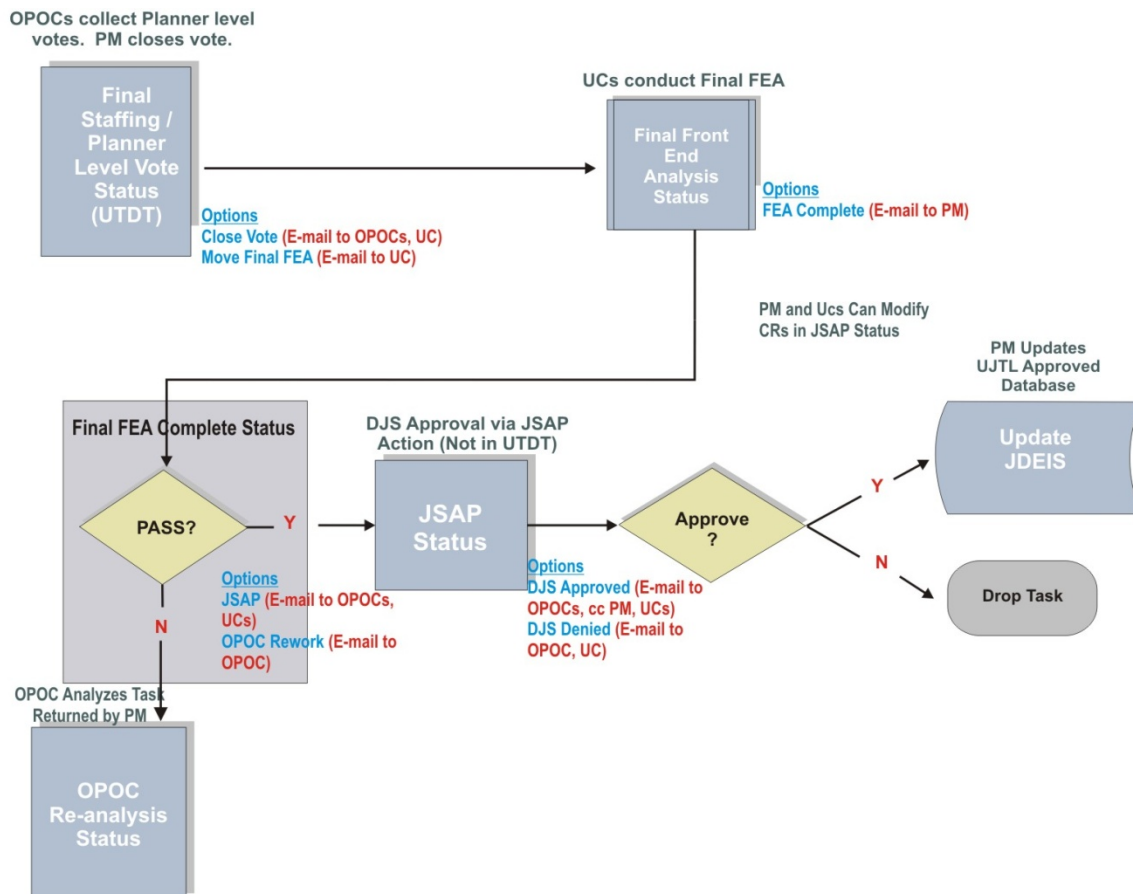 OPOCs collect Planner level
votes.  PM closes vote.
Final
Staffing /
Planner
Level Vote
Status
(UTDT)
Options
Close Vote (E-mail to OPOCs, UC)
Move Final FEA (E-mail to UC)
UCs conduct Final FEA
Final Front
End
Analysis
Status
Options
FEA Complete (E-mail to PM)
PM and Ucs Can Modify
CRs in JSAP Status
Final FEA Complete Status
PASS?
Y
N
Options
JSAP (E-mail to OPOCs,
UCs)
OPOC Rework (E-mail to
OPOC)
DJS Approval via JSAP
Action (Not in UTDT)
JSAP
Status
Options
DJS Approved (E-mail to
OPOCs, cc PM, UCs)
DJS Denied (E-mail to
OPOC, UC)
Approve
?
Y
N
PM Updates
UJTL Approved
Database
Update
JDEIS
Drop Task
OPOC Analyzes Task
Returned by PM
OPOC
Re-analysis
Status